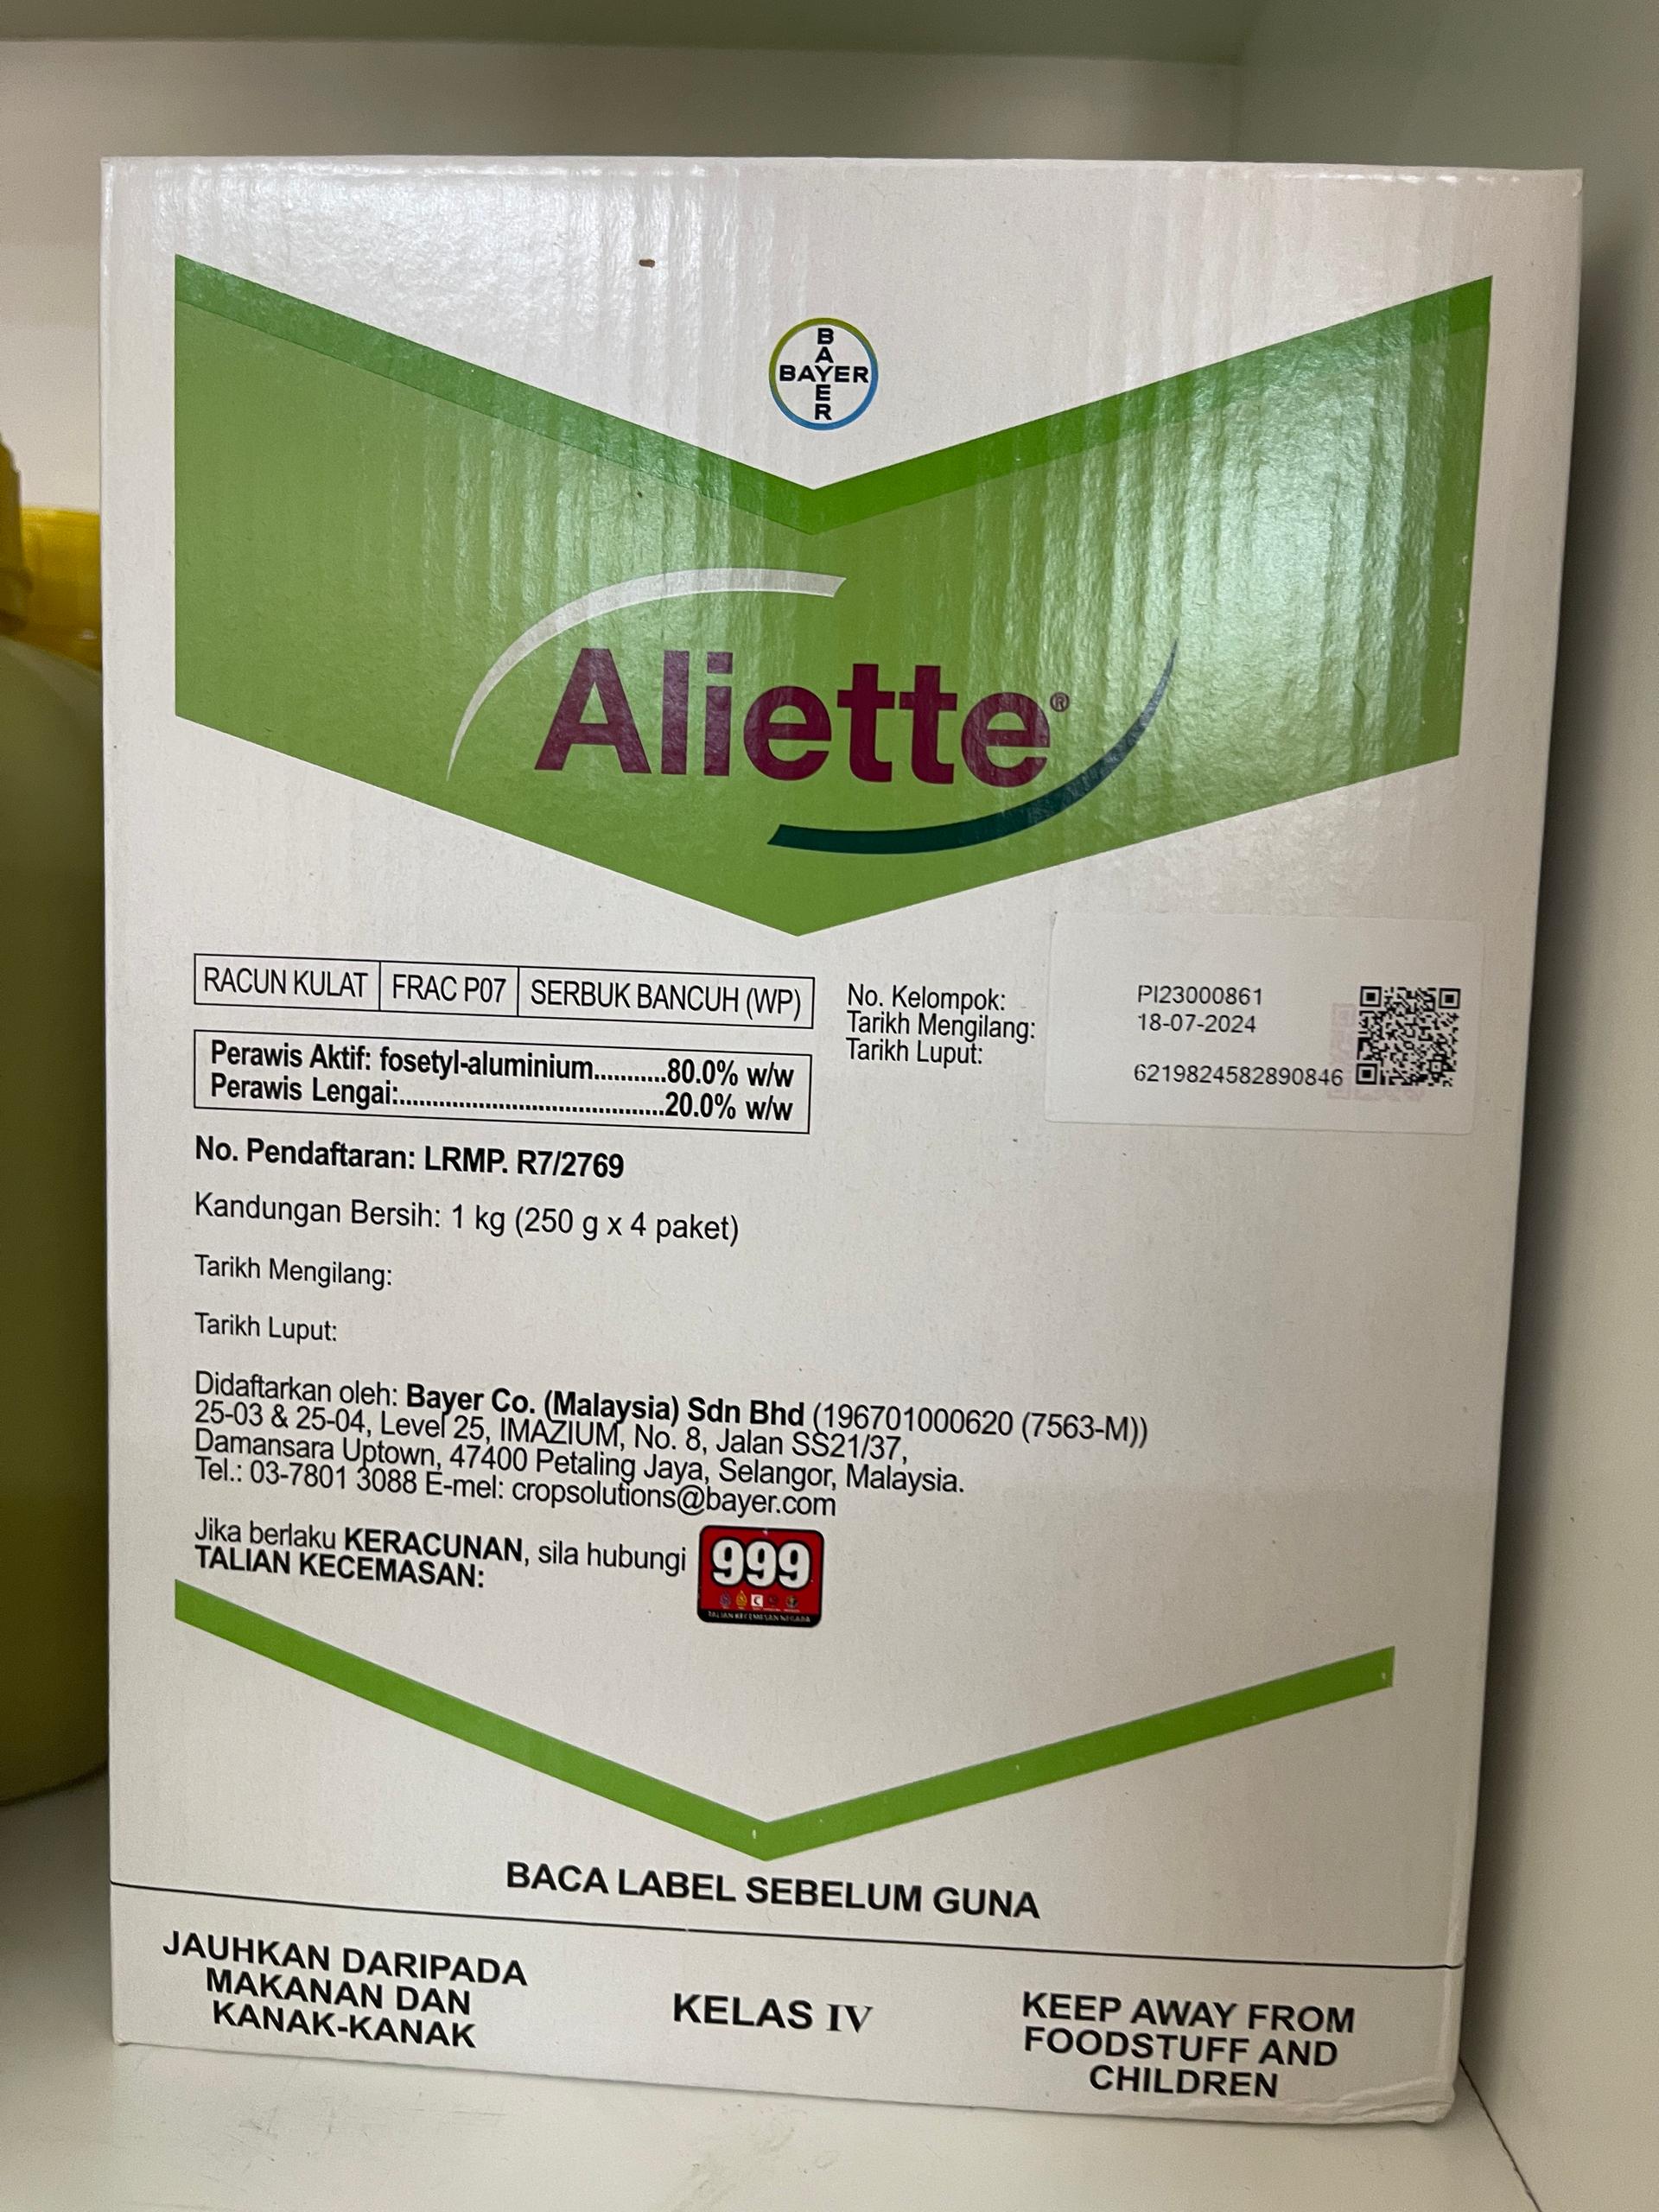 BAYER
BAYER
Aliette®
RACUN KULAT FRAC P07 SERBUK BANCUH (WP)
Perawis Aktif: fosetyl-aluminium...........80.0% w/w
Perawis Lengai:..........................................20.0% w/w
No. Kelompok: PI23000861
Tarikh Mengilang: 18-07-2024
Tarikh Luput:
6219824582890846
No. Pendaftaran: LRMP. R7/2769
Kandungan Bersih: 1 kg (250 g x 4 paket)
Tarikh Mengilang:
Tarikh Luput:
Didaftarkan oleh: Bayer Co. (Malaysia) Sdn Bhd (196701000620 (7563-M))
25-03 & 25-04, Level 25, IMAZIUM, No. 8, Jalan SS21/37,
Damansara Uptown, 47400 Petaling Jaya, Selangor, Malaysia.
Tel.: 03-7801 3088 E-mel: cropsolutions@bayer.com
Jika berlaku KERACUNAN, sila hubungi
TALIAN KECEMASAN:
999
TALIAN KECEMASAN NEGARA
BACA LABEL SEBELUM GUNA
JAUHKAN DARIPADA
MAKANAN DAN
KANAK-KANAK
KELAS IV
KEEP AWAY FROM
FOODSTUFF AND
CHILDREN